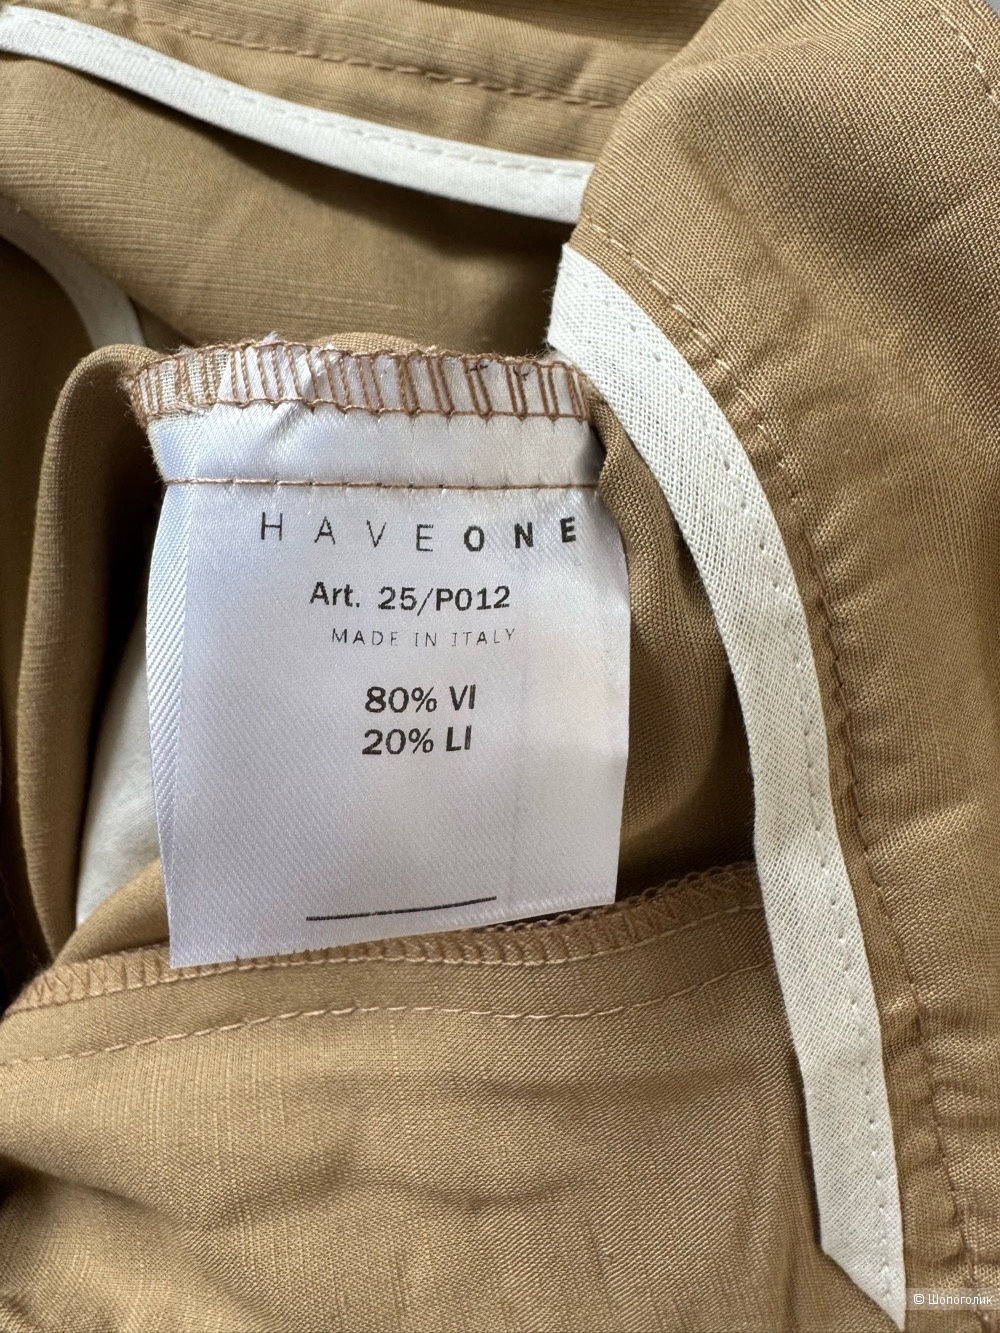 HAVEONE
Art. 25/P012
MADE IN ITALY
80% VI
20% LI
© Шопоголик